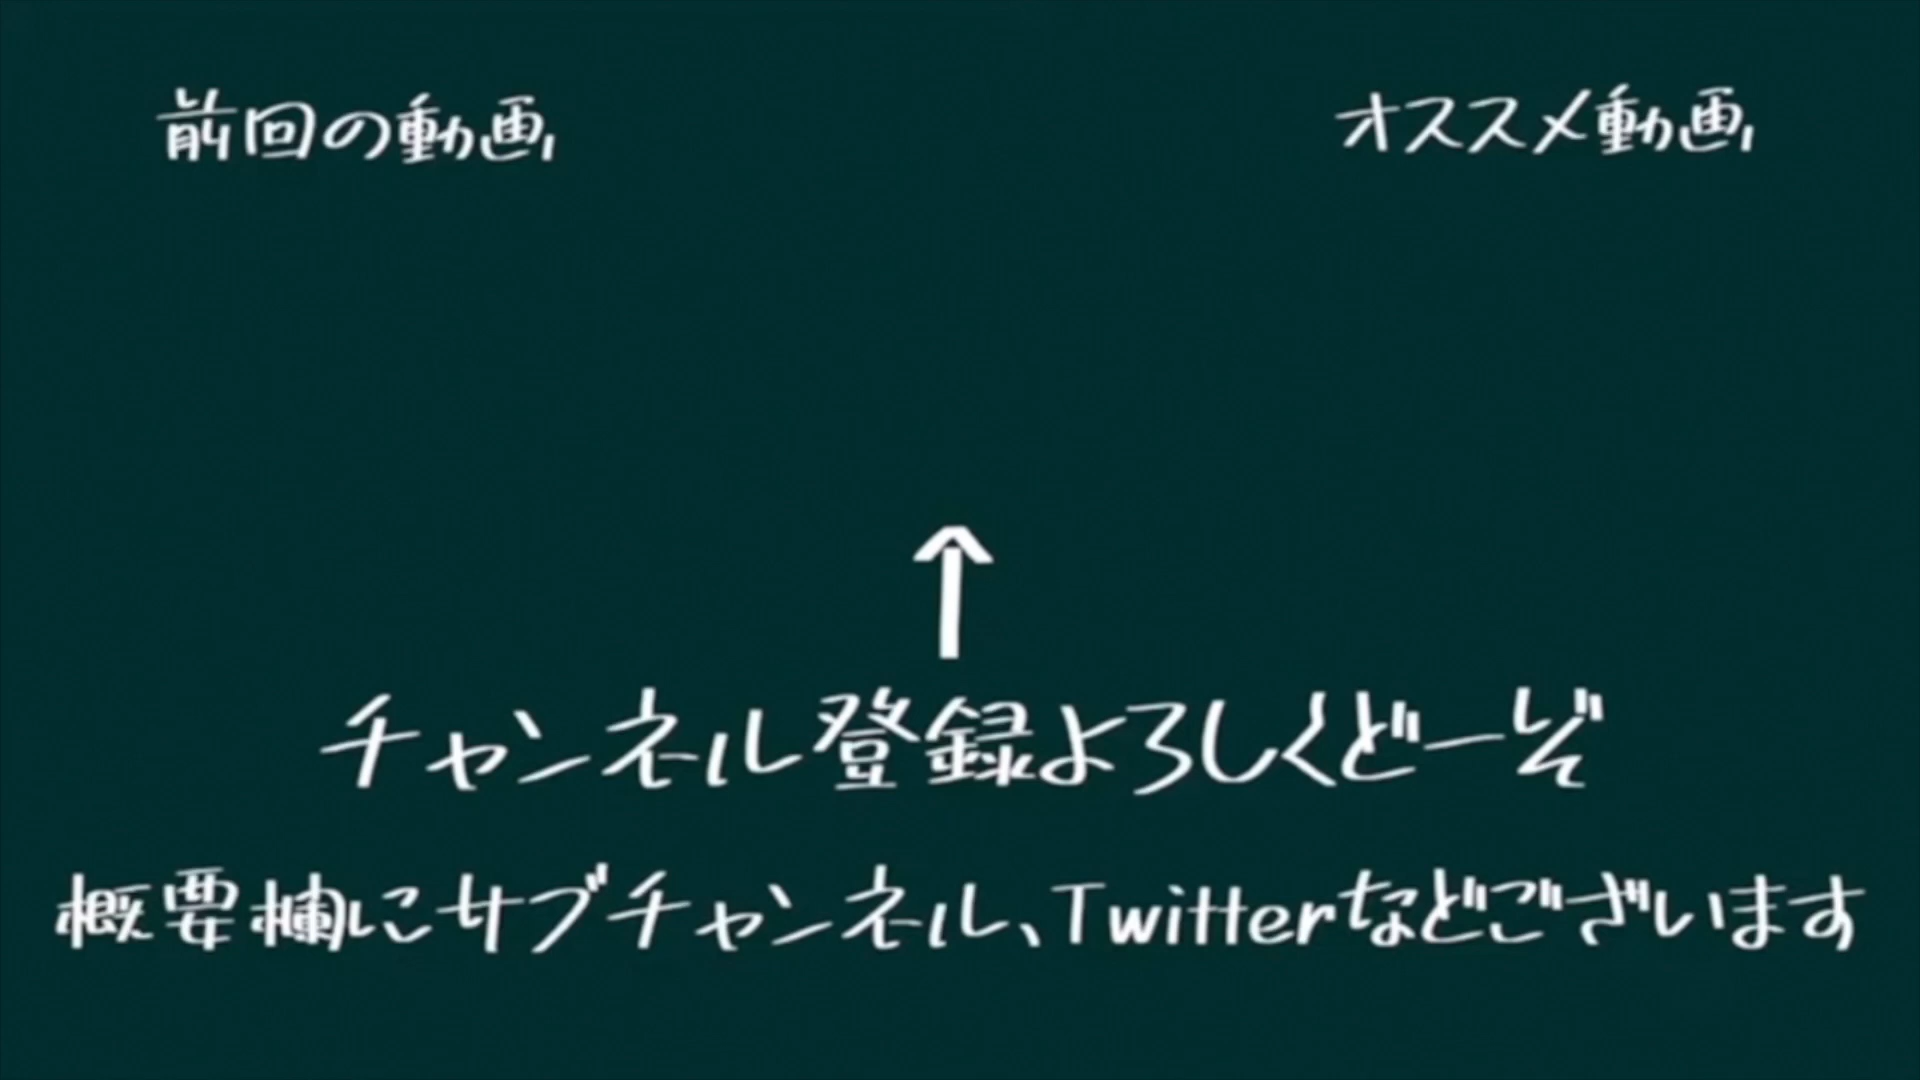 前回の動画
オススメ動画
↑
チャンネル登録よろしくどーぞ
概要欄にサブチャンネル、Twitterなどございます